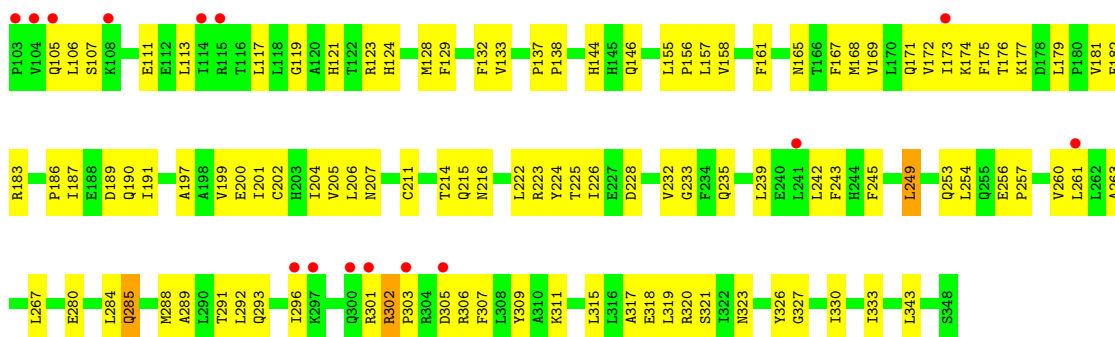 P103 V104 Q105 L106 S107 K108 E111 E112 L113 I114 R115 T116 L117 L118 G119 A120 H121 T122 R123 H124 M128 F129 F132 V133 P137 P138 H144 H145 Q146 L155 P156 L157 V158 F161 N165 T166 F167 M168 V169 L170 Q171 V172 I173 K174 F175 T176 K177 D178 L179 P180 V181
R183 P186 I187 E188 D189 Q190 I191 A197 A198 V199 E200 I201 C202 H203 I204 V205 L206 N207 C211 T214 Q215 N216 L222 R223 Y224 T225 I226 E227 D228 V232 G233 F234 Q235 L239 E240 L241 L242 F243 H244 F245 L249 Q253 L254 Q255 E256 P257 V260 L261 L262
L267 E280 L284 Q285 M288 A289 L290 T291 L292 Q293 I296 K297 Q300 R301 R302 P303 R304 D305 R306 F307 L308 Y309 A310 K311 L315 L316 A317 E318 L319 R320 S321 I322 N323 Y326 G327 I330 I333 L343 S348